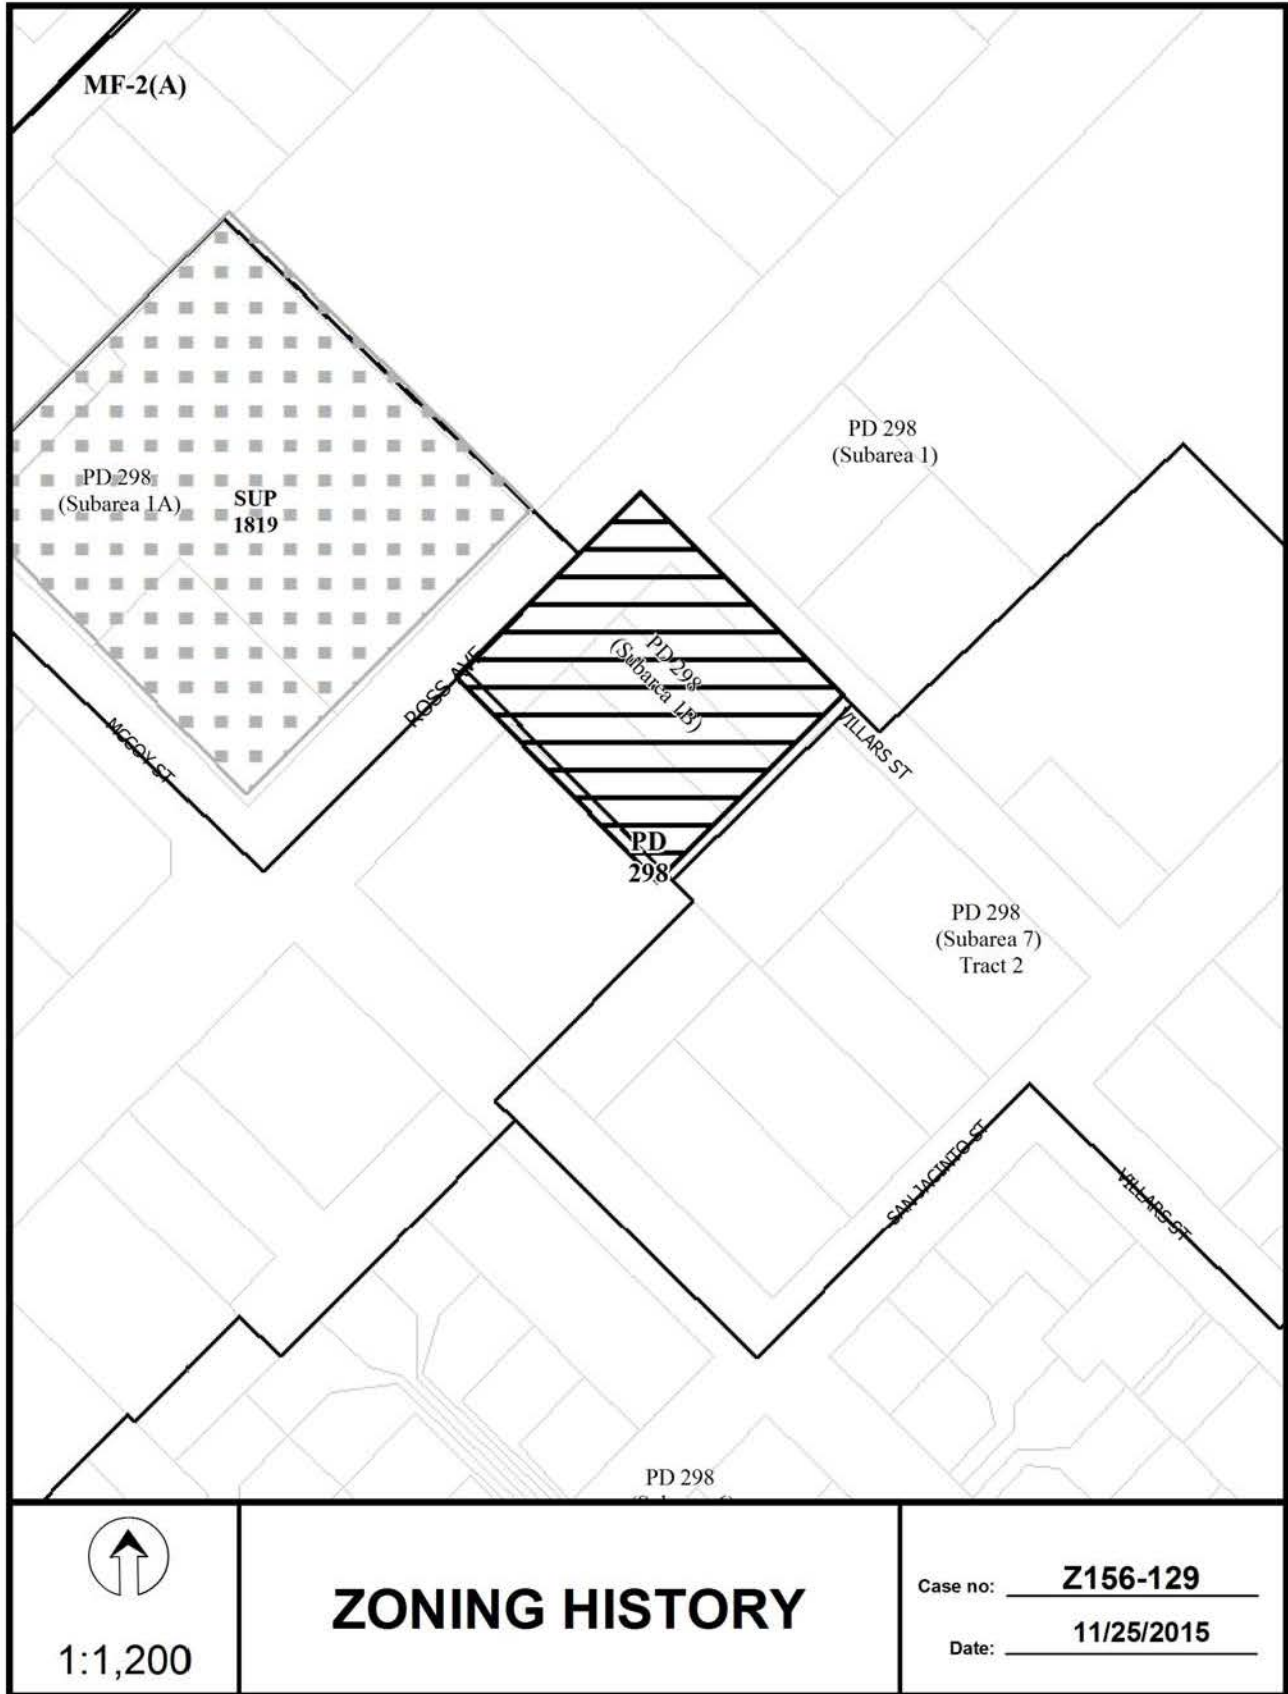 MF-2(A)
PD 298
(Subarea 1)
PD 298
(Subarea 1A)
SUP
1819
PD 298
(Subarea 1B)
ROSS AVE
MCCOY ST
VILLARS ST
PD
298
PD 298
(Subarea 7)
Tract 2
SAN JACINTO ST
VILLARS ST
PD 298
1:1,200
ZONING HISTORY
Case no: Z156-129
Date: 11/25/2015